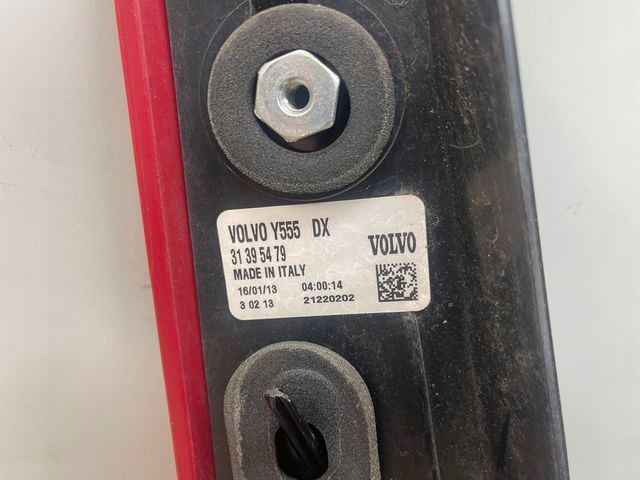 VOLVO Y555 DX
31 39 54 79
VOLVO
MADE IN ITALY
16/01/13 04:00:14
3 02 13 21220202